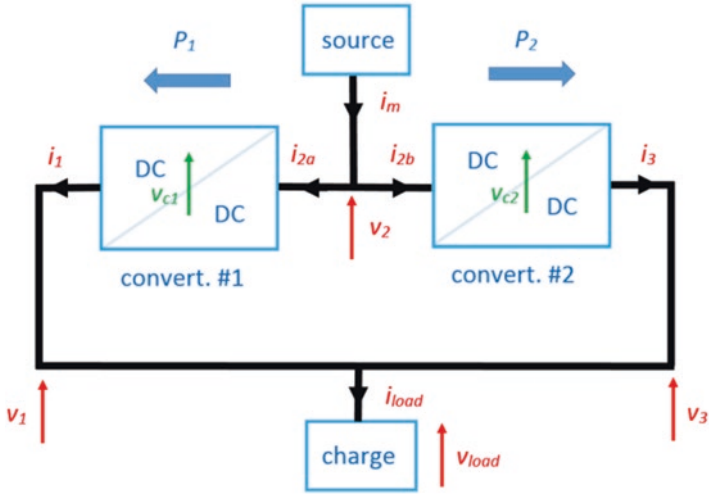 P1
source
P2
im
i1
DC
vc1
DC
i2a
i2b
DC
vc2
DC
i3
v2
convert. #1
convert. #2
v1
iload
v3
charge
vload